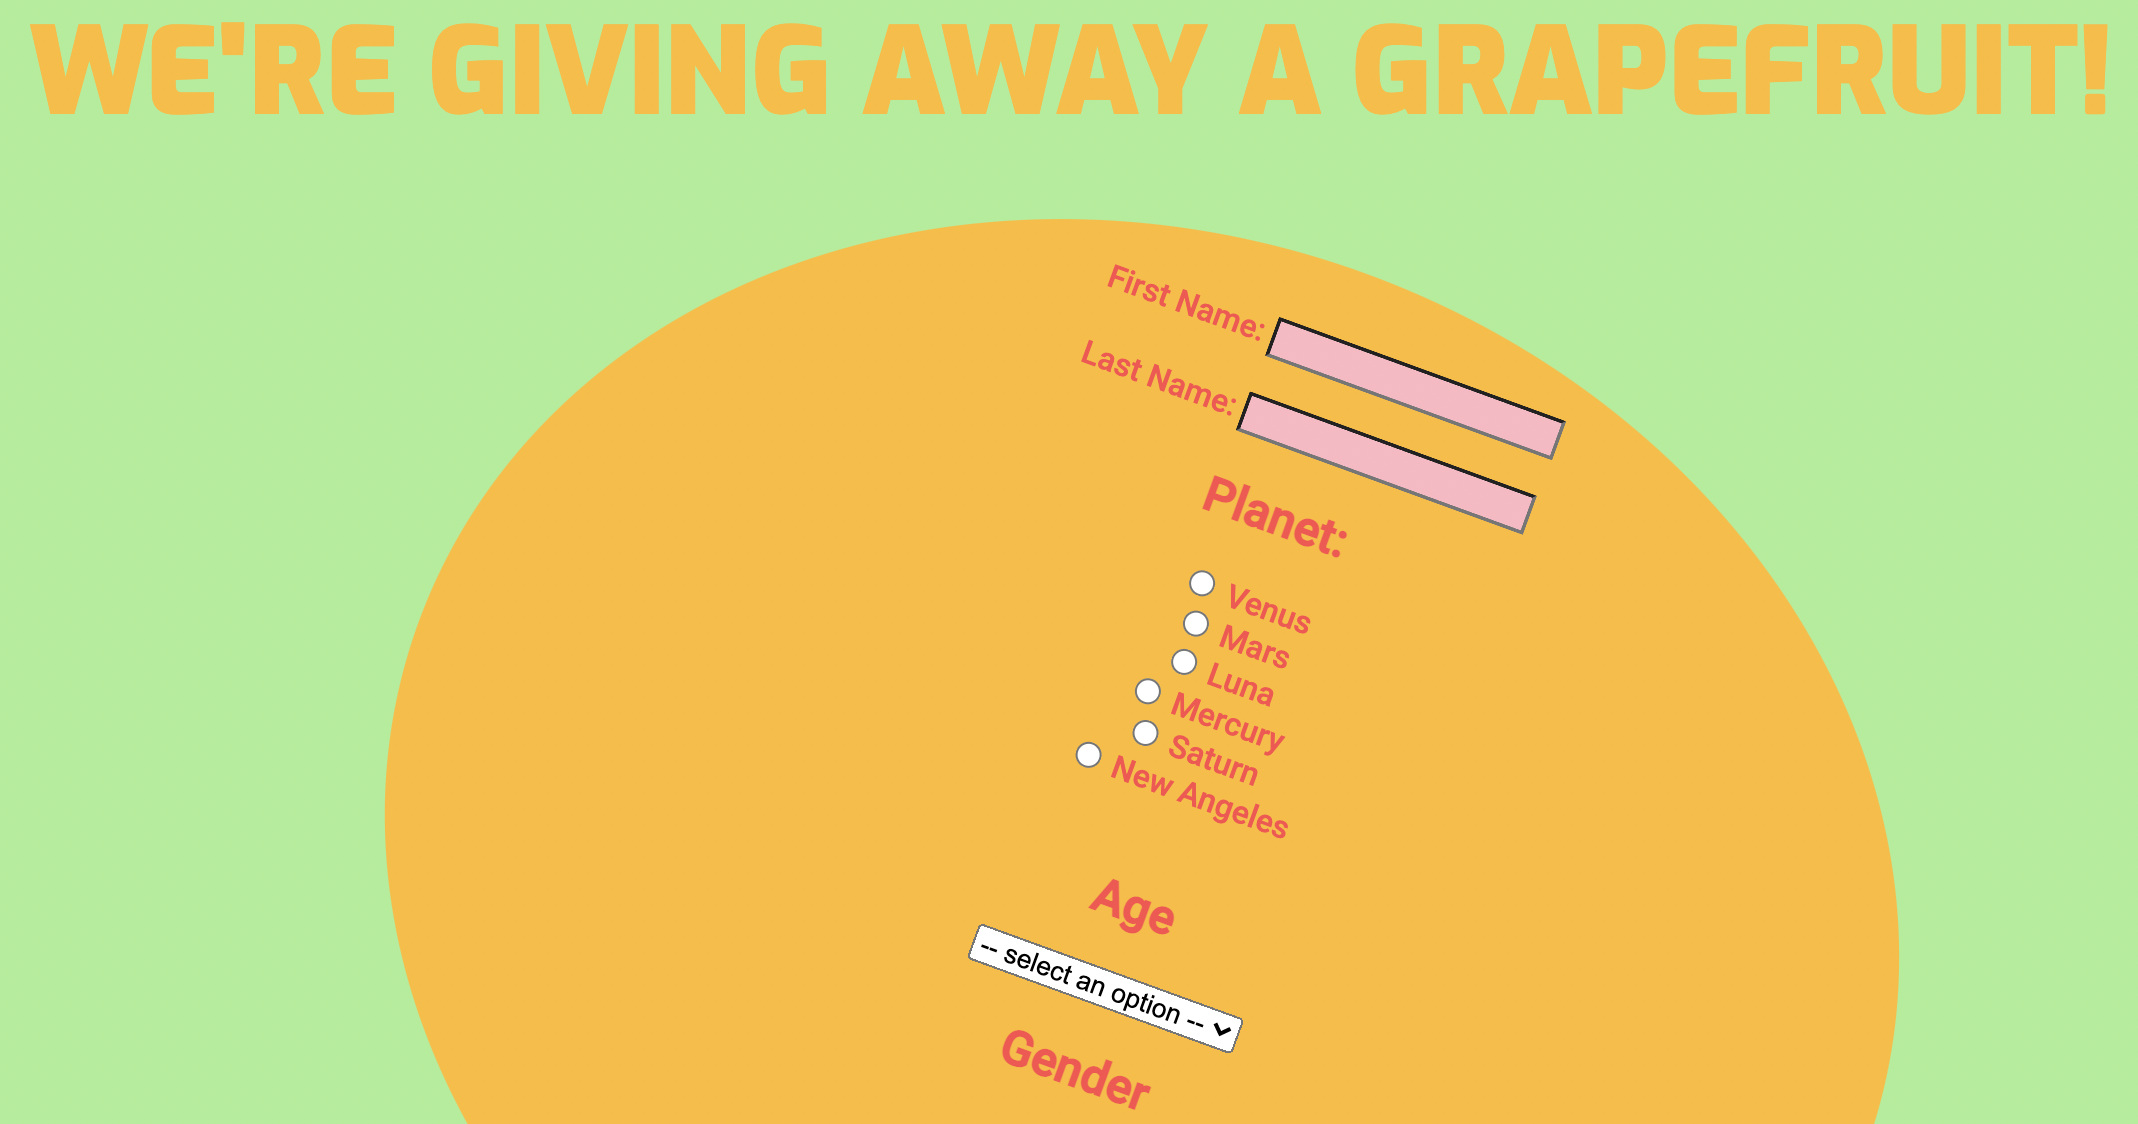 WE'RE GIVING AWAY A GRAPEFRUIT!
First Name:
Last Name:
Planet:
Venus
Mars
Luna
Mercury
Saturn
New Angeles
Age
-- select an option --
Gender